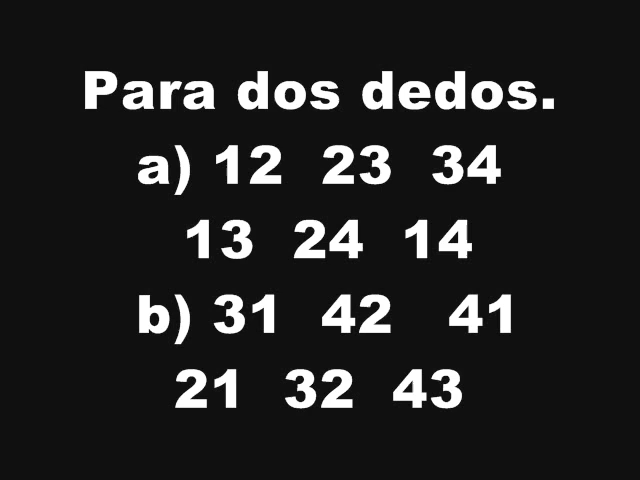 Para dos dedos.
a) 12 23 34
13 24 14
b) 31 42 41
21 32 43